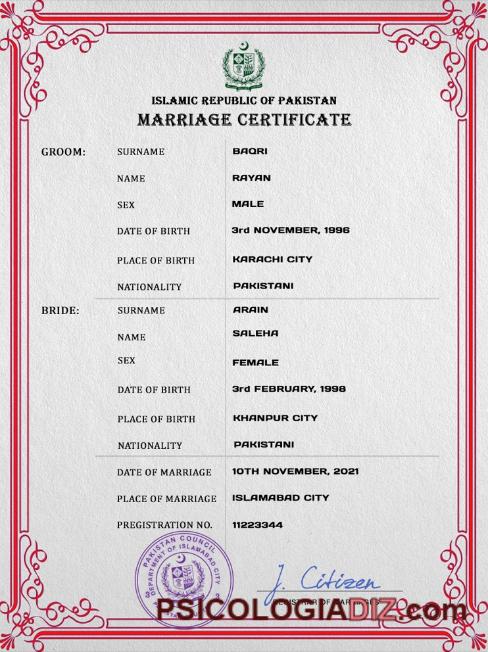 ISLAMIC REPUBLIC OF PAKISTAN
MARRIAGE CERTIFICATE
GROOM: SURNAME BAQRI
NAME RAYAN
SEX MALE
DATE OF BIRTH 3rd NOVEMBER, 1996
PLACE OF BIRTH KARACHI CITY
NATIONALITY PAKISTANI
BRIDE: SURNAME ARAIN
NAME SALEHA
SEX FEMALE
DATE OF BIRTH 3rd FEBRUARY, 1998
PLACE OF BIRTH KHANPUR CITY
NATIONALITY PAKISTANI
DATE OF MARRIAGE 10TH NOVEMBER, 2021
PLACE OF MARRIAGE ISLAMABAD CITY
PREGISTRATION NO. 11223344
PAKISTAN COUNCIL
DEPARTMENT OF ISLAMABAD CITY
J. Citizen
REGISTRAR OF MARRIAGES
PSICOLOGIADIZ.com